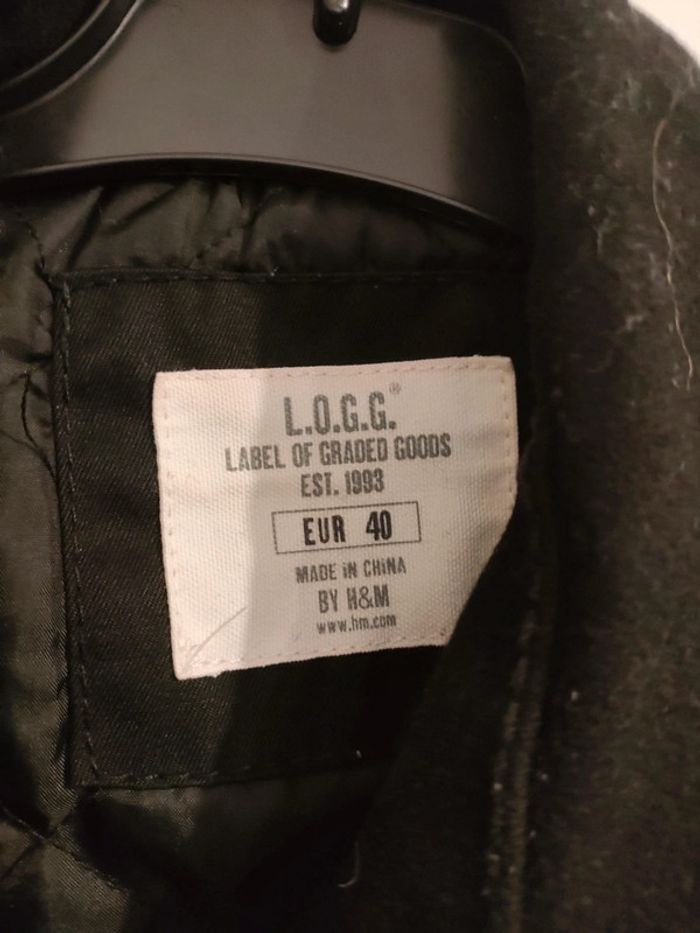 L.O.G.G.®
LABEL OF GRADED GOODS
EST. 1993
EUR 40
MADE IN CHINA
BY H&M
www.hm.com